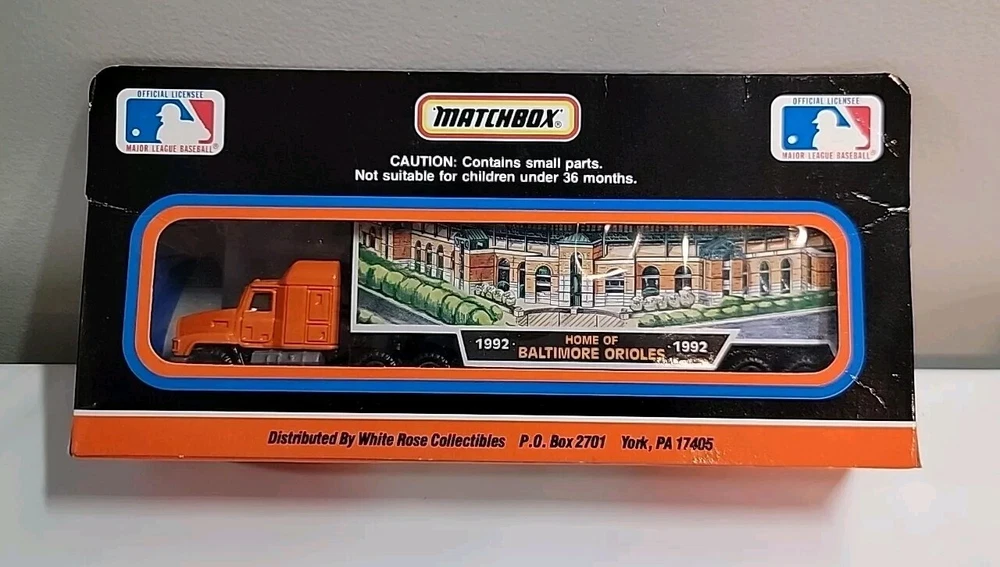 OFFICIAL LICENSEE
MAJOR LEAGUE BASEBALL®
MATCHBOX®
OFFICIAL LICENSEE
MAJOR LEAGUE BASEBALL®
CAUTION: Contains small parts.
Not suitable for children under 36 months.
1992 · HOME OF · 1992
BALTIMORE ORIOLES
Distributed By White Rose Collectibles P.O. Box 2701 York, PA 17405